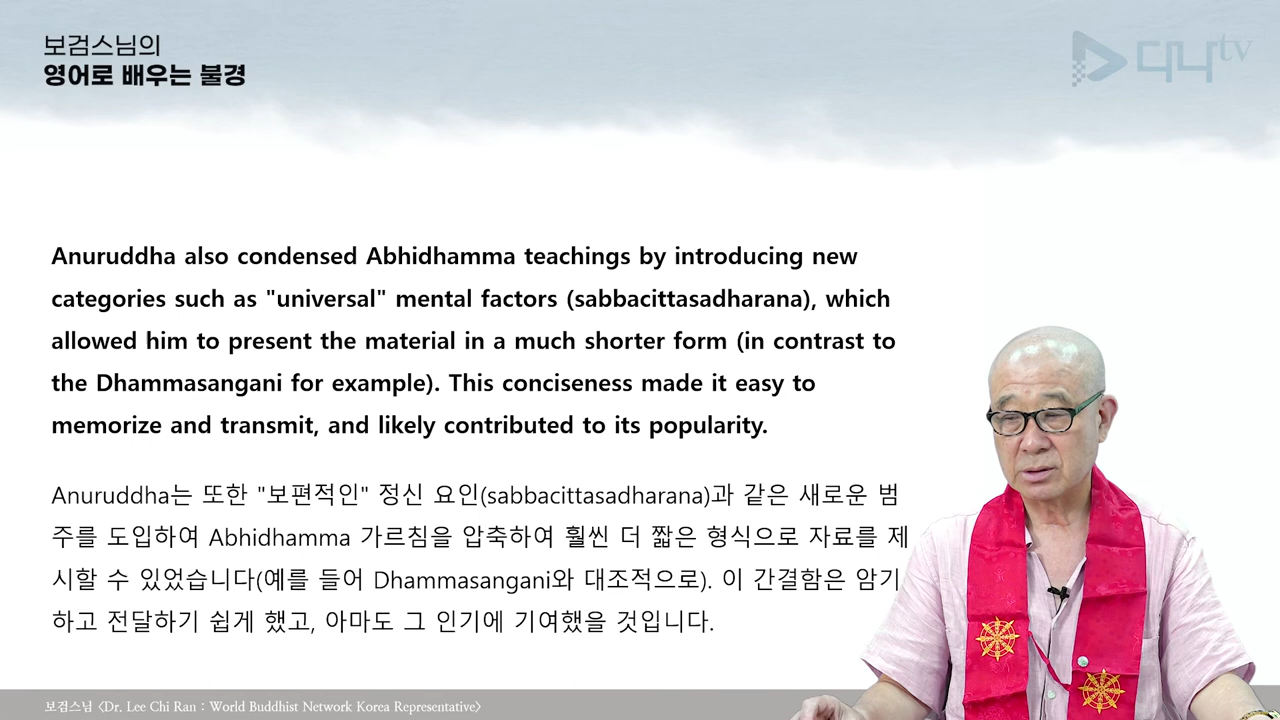 보검스님의
영어로 배우는 불경
디나tv
Anuruddha also condensed Abhidhamma teachings by introducing new
categories such as "universal" mental factors (sabbacittasadharana), which
allowed him to present the material in a much shorter form (in contrast to
the Dhammasangani for example). This conciseness made it easy to
memorize and transmit, and likely contributed to its popularity.
Anuruddha는 또한 "보편적인" 정신 요인(sabbacittasadharana)과 같은 새로운 범
주를 도입하여 Abhidhamma 가르침을 압축하여 훨씬 더 짧은 형식으로 자료를 제
시할 수 있었습니다(예를 들어 Dhammasangani와 대조적으로). 이 간결함은 암기
하고 전달하기 쉽게 했고, 아마도 그 인기에 기여했을 것입니다.
보검스님 <Dr. Lee Chi Ran : World Buddhist Network Korea Representative>